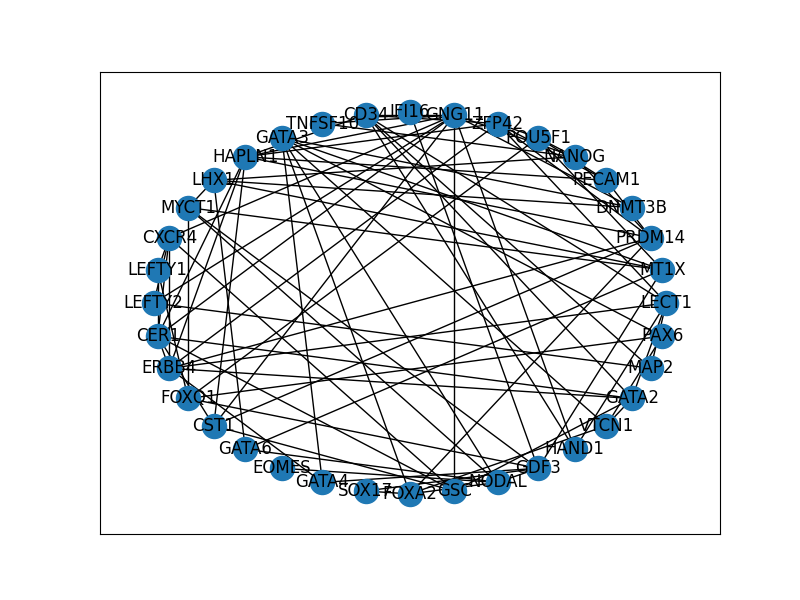 IFI16
CD34
GNG11
TNFSF10
ZFP42
GATA3
POU5F1
HAPLN1
NANOG
LHX1
PECAM1
MYCT1
DNMT3B
CXCR4
PRDM14
LEFTY1
MT1X
LEFTY2
LECT1
CER1
PAX6
ERBB4
MAP2
FOXO1
GATA2
CST1
VTCN1
GATA6
HAND1
EOMES
GDF3
GATA4
NODAL
SOX17
FOXA2
GSC